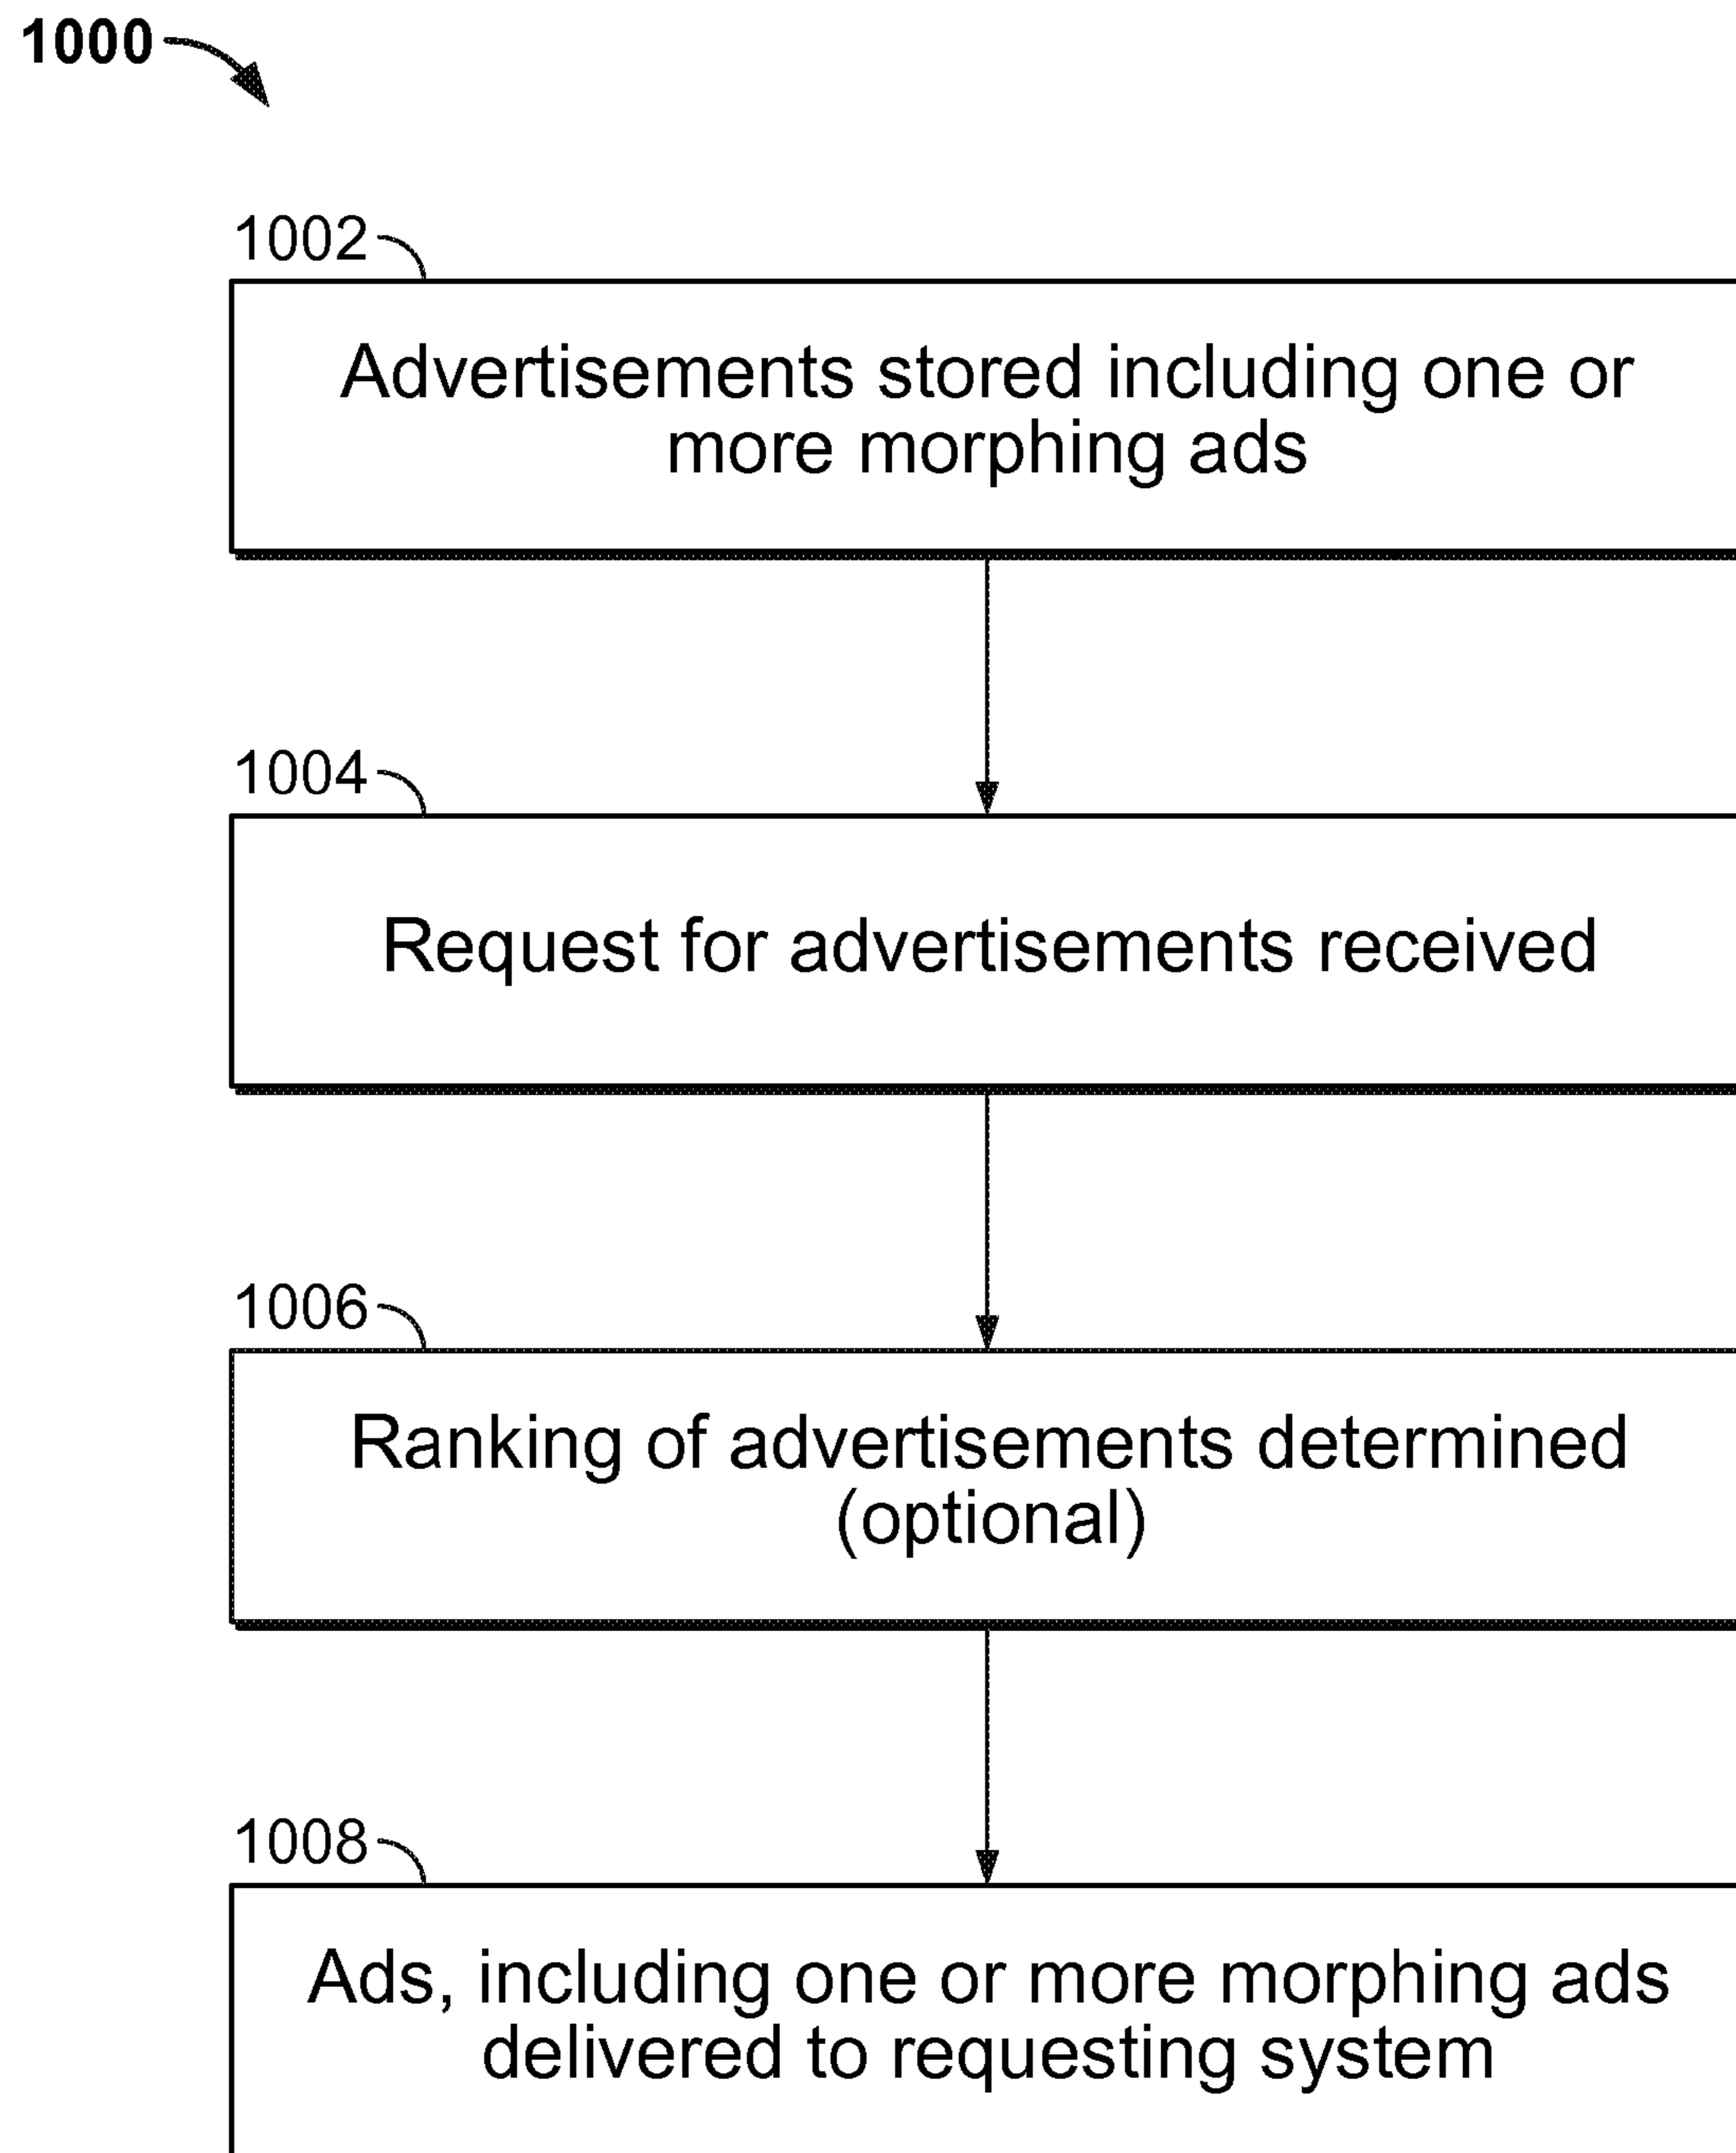 1000
1002
Advertisements stored including one or
more morphing ads
1004
Request for advertisements received
1006
Ranking of advertisements determined
(optional)
1008
Ads, including one or more morphing ads
delivered to requesting system